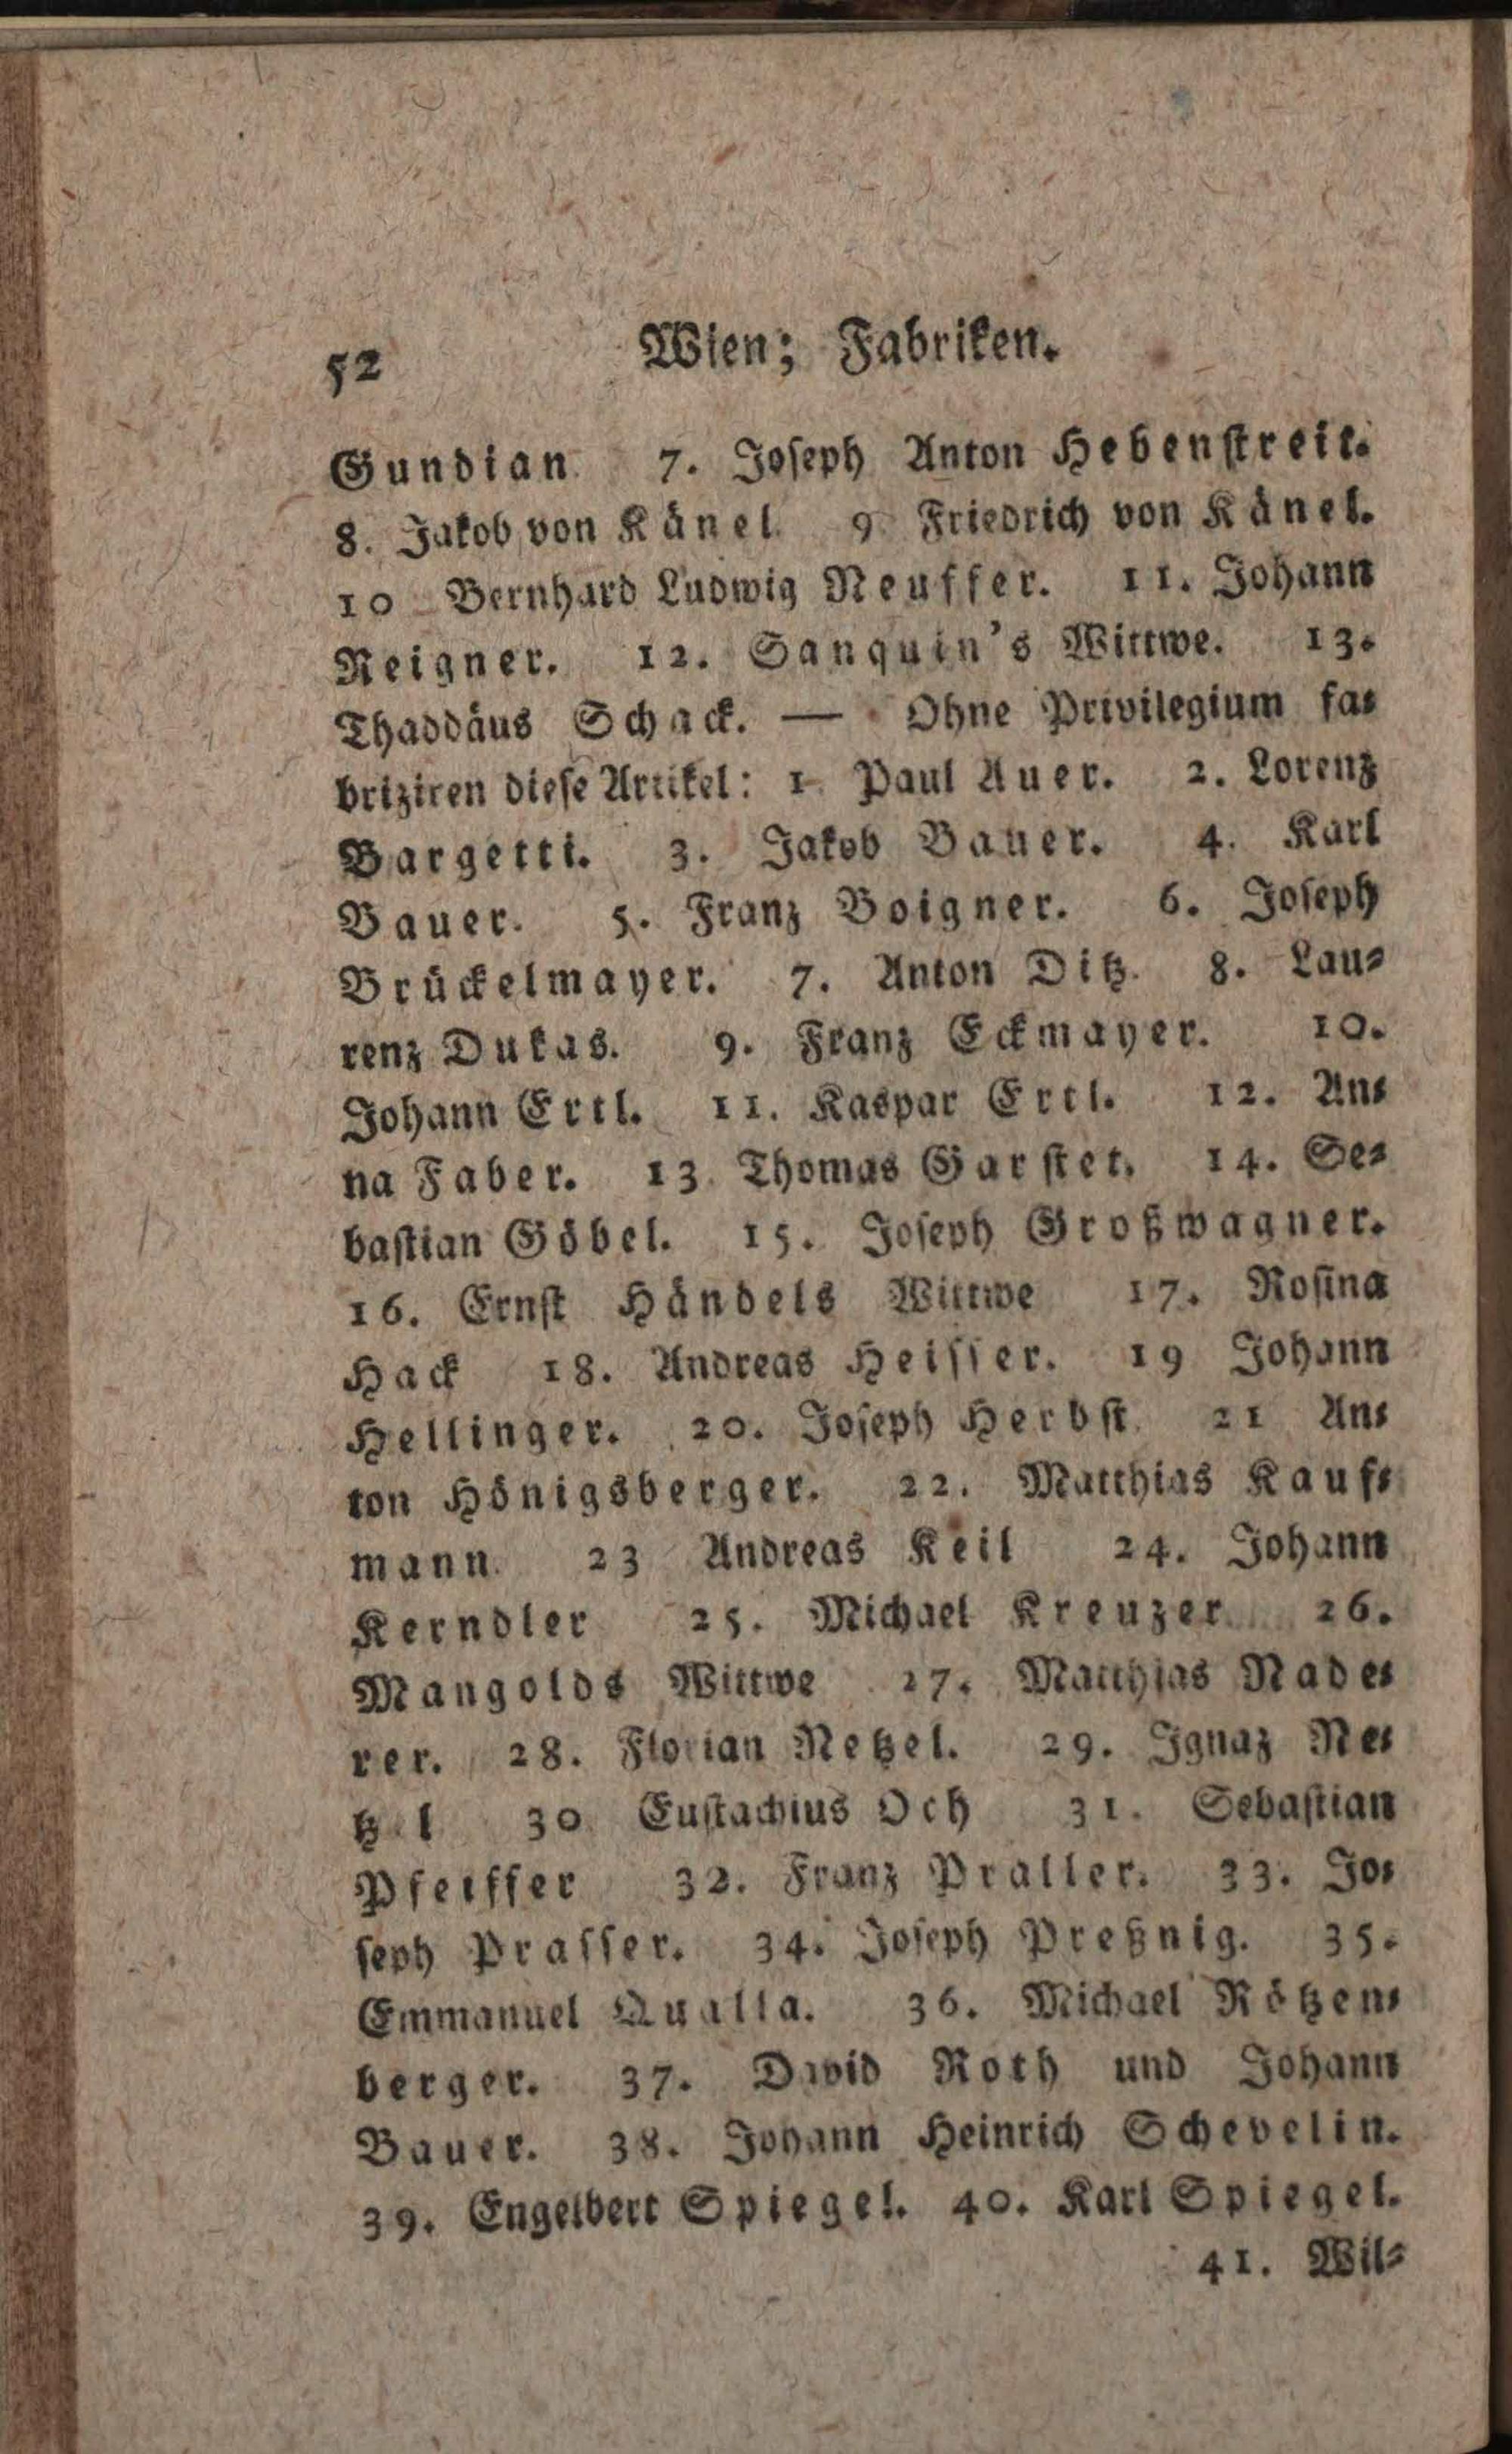 52 Wien; Fabriken.
Gundian. 7. Joseph Anton Hebenstreit.
8. Jakob von Känel. 9. Friedrich von Känel.
10 Bernhard Ludwig Neuffer. 11. Johann
Reigner. 12. Sanquin's Wittwe. 13.
Thaddäus Schack. — Ohne Privilegium fa⸗
briziren diese Artikel: 1. Paul Auer. 2. Lorenz
Bargetti. 3. Jakob Bauer. 4. Karl
Bauer. 5. Franz Boigner. 6. Joseph
Brückelmayer. 7. Anton Ditz. 8. Lau⸗
renz Dukas. 9. Franz Eckmayer. 10.
Johann Ertl. 11. Kaspar Ertl. 12. An⸗
na Faber. 13. Thomas Garstet. 14. Se⸗
bastian Göbel. 15. Joseph Großwagner.
16. Ernst Händels Wittwe 17. Rosina
Hack 18. Andreas Heisser. 19 Johann
Hellinger. 20. Joseph Herbst. 21 An⸗
ton Hönigsberger. 22. Matthias Kauf⸗
mann. 23 Andreas Keil 24. Johann
Kerndler 25. Michael Kreuzer. 26.
Mangolds Wittwe 27. Matthias Nade⸗
rer. 28. Florian Netzel. 29. Ignaz Ne⸗
tz l 30 Eustachius Och 31. Sebastian
Pfeiffer 32. Franz Praller. 33. Jo⸗
seph Prasser. 34. Joseph Preßnig. 35.
Emmanuel Qualla. 36. Michael Rötzen⸗
berger. 37. David Roth und Johann
Bauer. 38. Johann Heinrich Schevelin.
39. Engelbert Spiegel. 40. Karl Spiegel.
41. Wil⸗